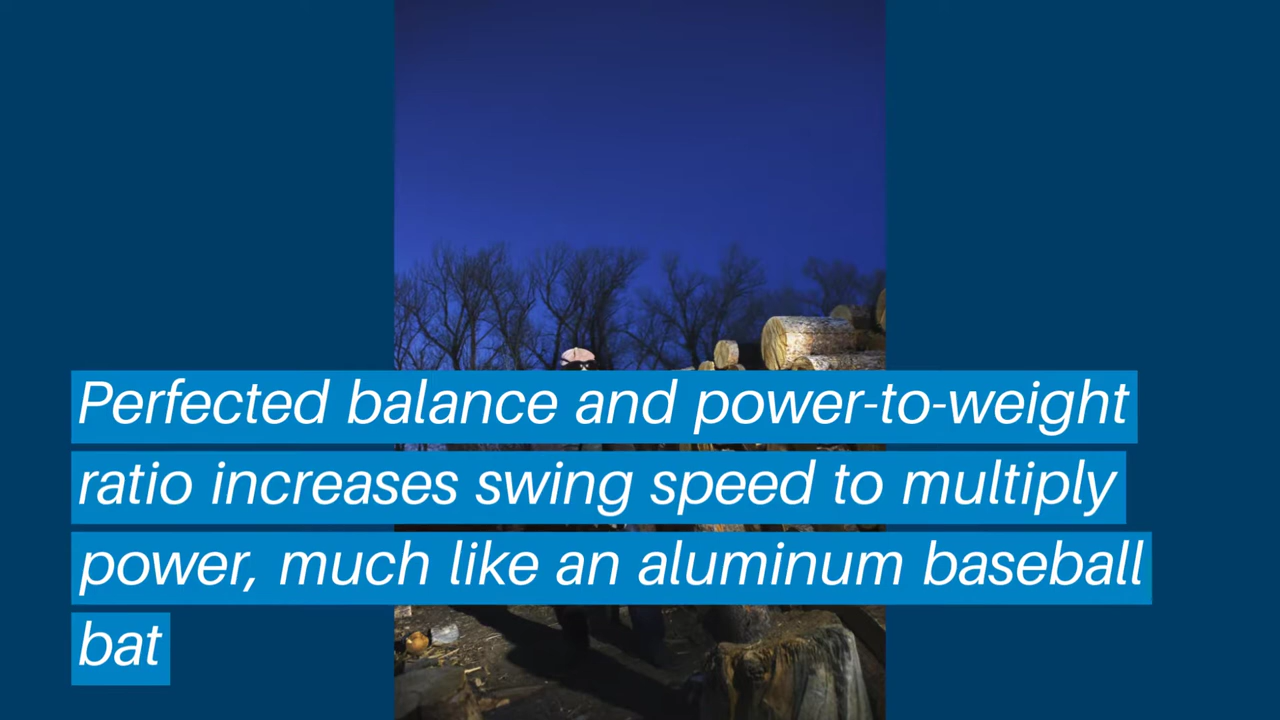 Perfected balance and power-to-weight
ratio increases swing speed to multiply
power, much like an aluminum baseball
bat